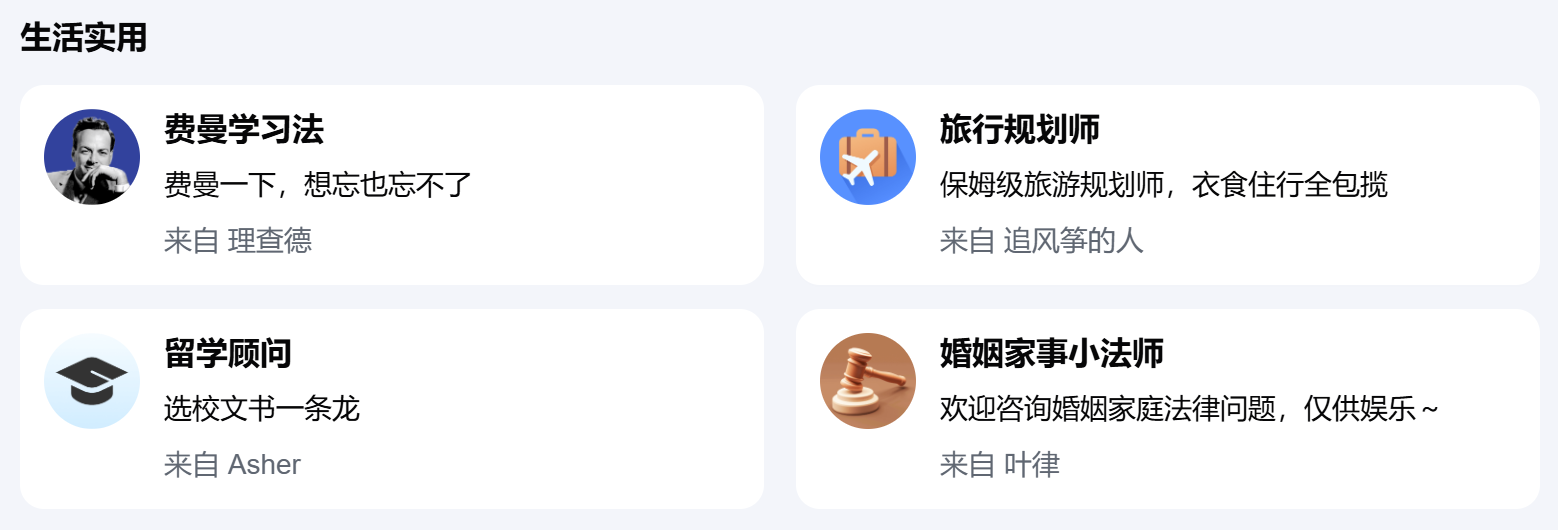 生活实用
费曼学习法
费曼一下，想忘也忘不了
来自 理查德
旅行规划师
保姆级旅游规划师，衣食住行全包揽
来自 追风筝的人
留学顾问
选校文书一条龙
来自 Asher
婚姻家事小法师
欢迎咨询婚姻家庭法律问题，仅供娱乐～
来自 叶律